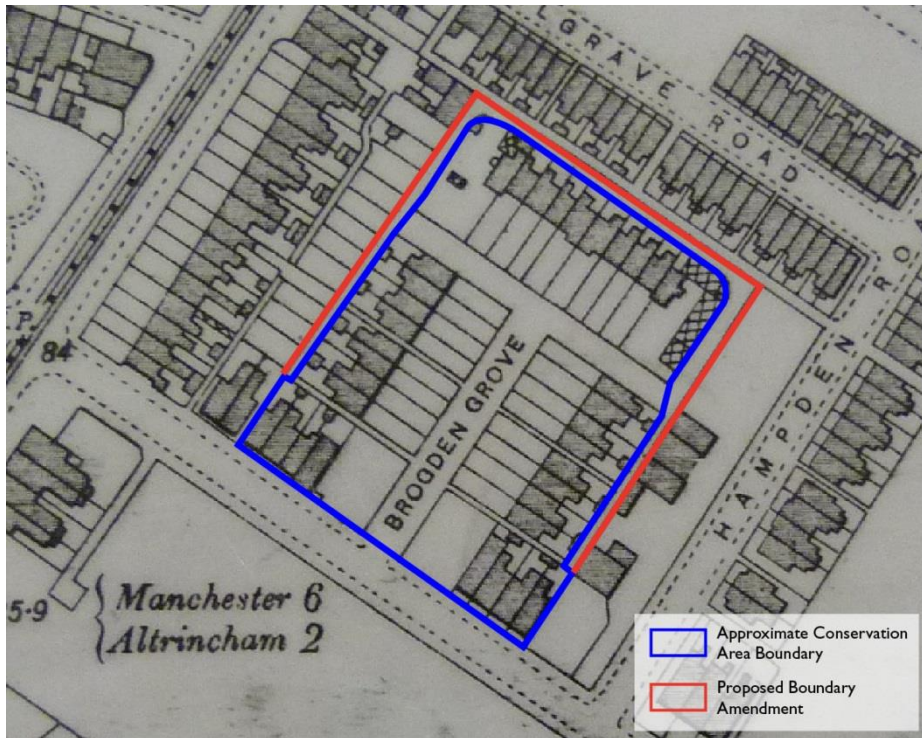 GRAVE ROAD
RO
HAMPDEN
P
84
BROGDEN GROVE
5·9
Manchester 6
Altrincham 2
Approximate Conservation
Area Boundary
Proposed Boundary
Amendment